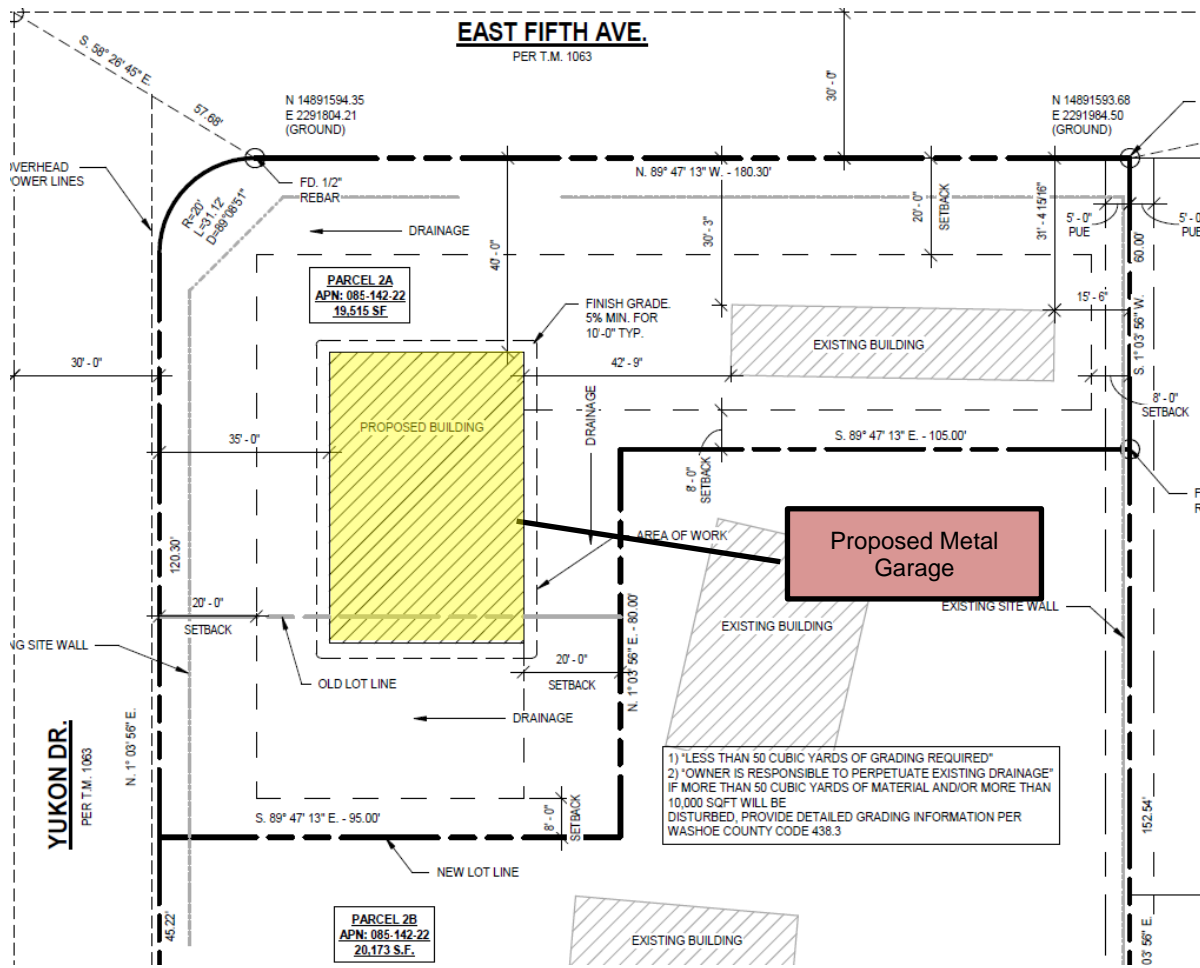 EAST FIFTH AVE.
PER T.M. 1063
S. 58° 26' 45" E.
57.68'
N 14891594.35
E 2291804.21
(GROUND)
30' - 0"
N 14891593.68
E 2291984.50
(GROUND)
OVERHEAD
POWER LINES
FD. 1/2"
REBAR
R=20'
L=31.12'
D=89°08'51"
N. 89° 47' 13" W. - 180.30'
DRAINAGE
40' - 0"
30' - 3"
20' - 0"
SETBACK
31' - 4 15/16"
5' - 0"
PUE
5' - 0"
PUE
60.00'
S. 1° 03' 56" W.
PARCEL 2A
APN: 085-142-22
19,515 SF
FINISH GRADE.
5% MIN. FOR
10'-0" TYP.
15' - 6"
EXISTING BUILDING
30' - 0"
42' - 9"
8' - 0"
SETBACK
PROPOSED BUILDING
DRAINAGE
35' - 0"
S. 89° 47' 13" E. - 105.00'
8' - 0"
SETBACK
AREA OF WORK
Proposed Metal
Garage
120.30'
20' - 0"
SETBACK
EXISTING SITE WALL
EXISTING BUILDING
NG SITE WALL
OLD LOT LINE
20' - 0"
SETBACK
N. 1° 03' 56" E. - 80.00'
DRAINAGE
YUKON DR.
PER T.M. 1063
N. 1° 03' 56" E.
1) "LESS THAN 50 CUBIC YARDS OF GRADING REQUIRED"
2) "OWNER IS RESPONSIBLE TO PERPETUATE EXISTING DRAINAGE"
IF MORE THAN 50 CUBIC YARDS OF MATERIAL AND/OR MORE THAN
10,000 SQFT WILL BE
DISTURBED, PROVIDE DETAILED GRADING INFORMATION PER
WASHOE COUNTY CODE 438.3
S. 89° 47' 13" E. - 95.00'
8' - 0"
SETBACK
152.54'
NEW LOT LINE
45.22'
PARCEL 2B
APN: 085-142-22
20,173 S.F.
EXISTING BUILDING
03' 56" E.